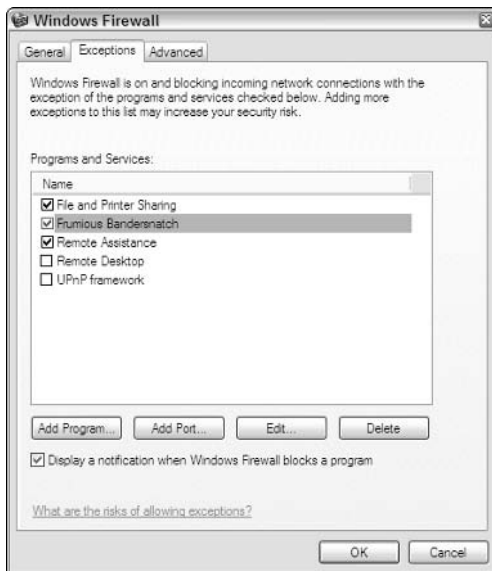 Windows Firewall
General
Exceptions
Advanced
Windows Firewall is on and blocking incoming network connections with the
exception of the programs and services checked below. Adding more
exceptions to this list may increase your security risk.
Programs and Services:
Name
File and Printer Sharing
Frumious Bandersnatch
Remote Assistance
Remote Desktop
UPnP framework
Add Program...
Add Port...
Edit...
Delete
Display a notification when Windows Firewall blocks a program
What are the risks of allowing exceptions?
OK
Cancel